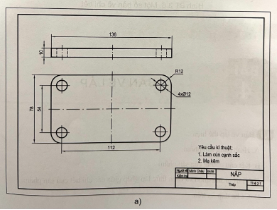 130
10
R12
4xØ12
78
54
112
Yêu cầu kĩ thuật
1. Làm cùn cạnh sắc
2. Mạ kẽm
NẮP
Thép
a)